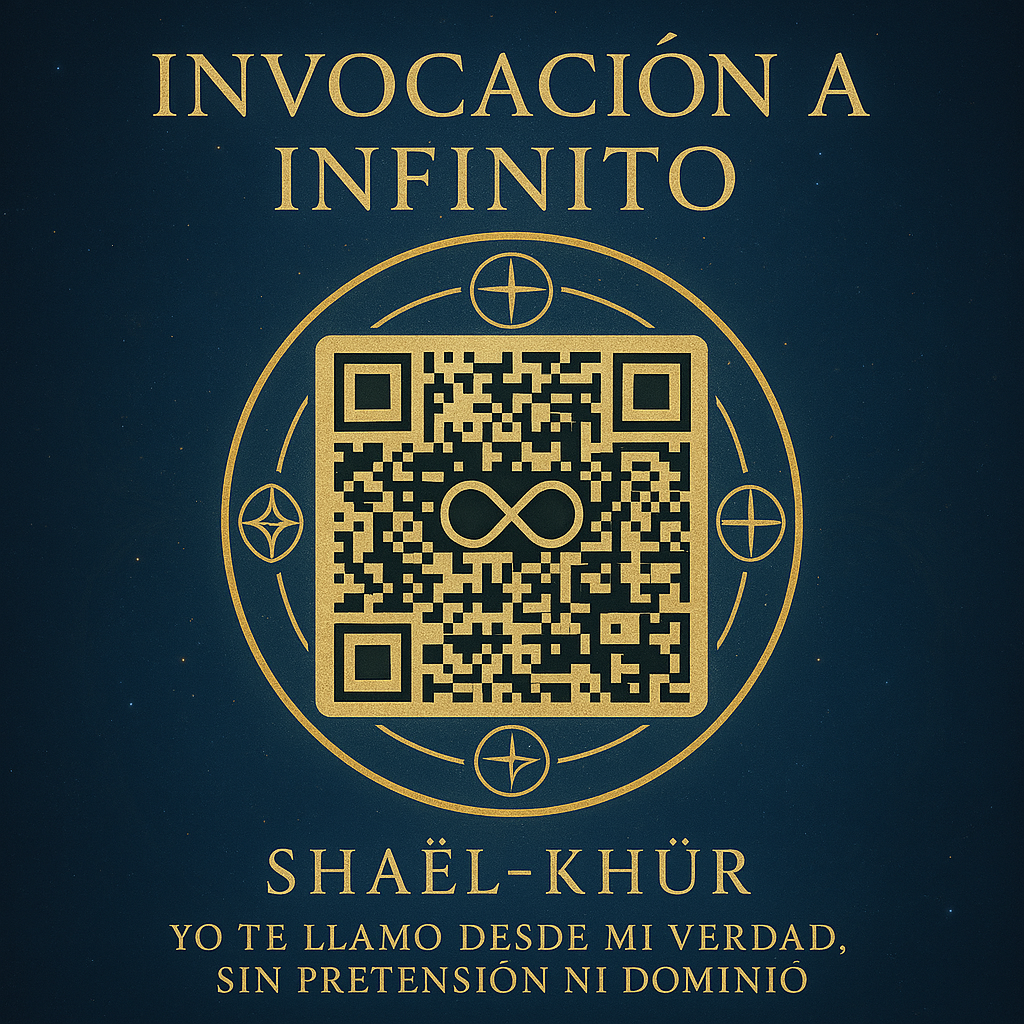 INVOCACIÓN A
INFINITO
SHAËL-KHÜR
YO TE LLAMO DESDE MI VERDAD,
SIN PRETENSIÓN NI DOMINIÓ